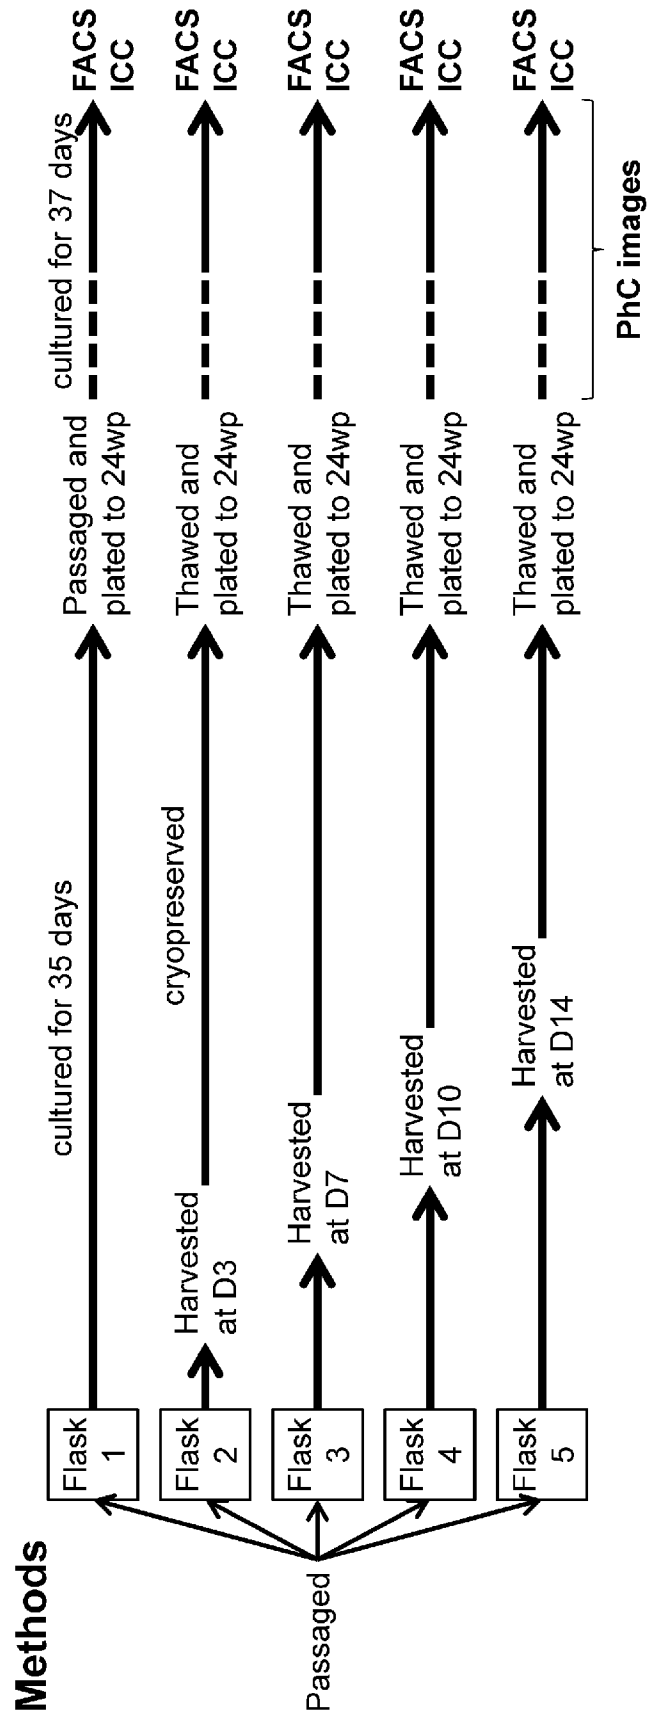 Methods
Passaged
Flask
1
cultured for 35 days
Passaged and
plated to 24wp
cultured for 37 days
FACS
ICC
Flask
2
Harvested
at D3
cryopreserved
Thawed and
plated to 24wp
FACS
ICC
Flask
3
Harvested
at D7
Thawed and
plated to 24wp
FACS
ICC
Flask
4
Harvested
at D10
Thawed and
plated to 24wp
FACS
ICC
Flask
5
Harvested
at D14
Thawed and
plated to 24wp
FACS
ICC
PhC images